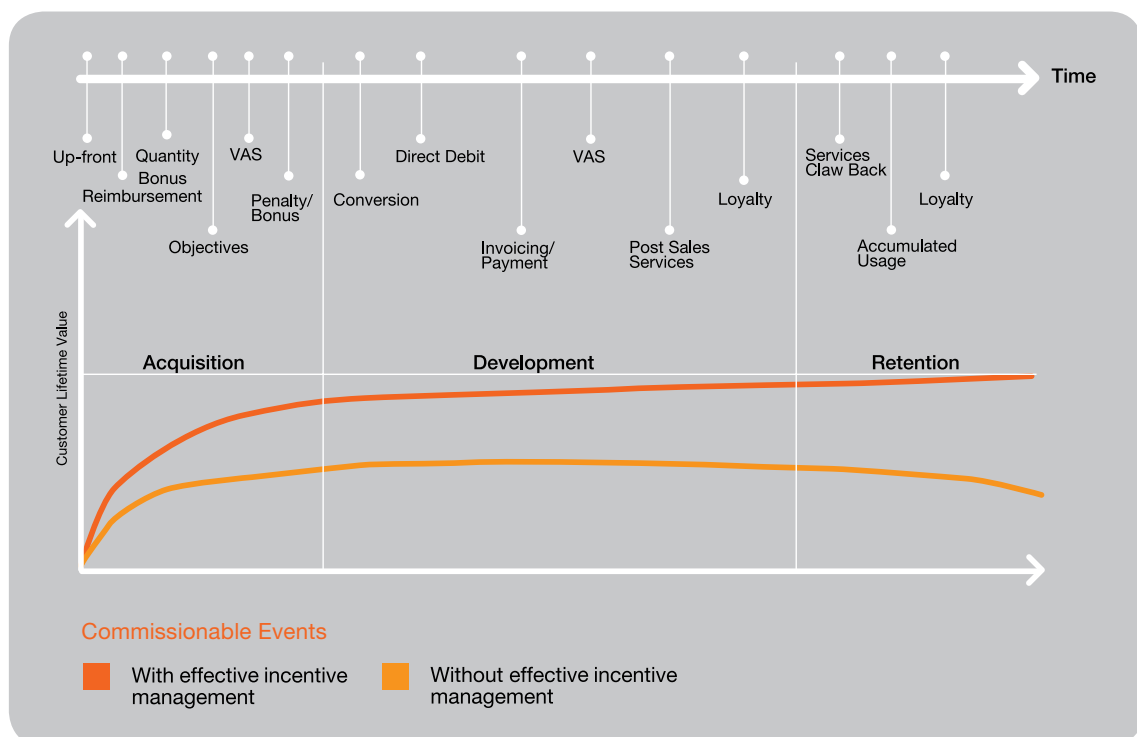 Time
Up-front
Quantity
Bonus
Reimbursement
VAS
Penalty/
Bonus
Objectives
Conversion
Direct Debit
Invoicing/
Payment
VAS
Post Sales
Services
Loyalty
Services
Claw Back
Accumulated
Usage
Loyalty
Customer Lifetime Value
Acquisition
Development
Retention
Commissionable Events
With effective incentive
management
Without effective incentive
management